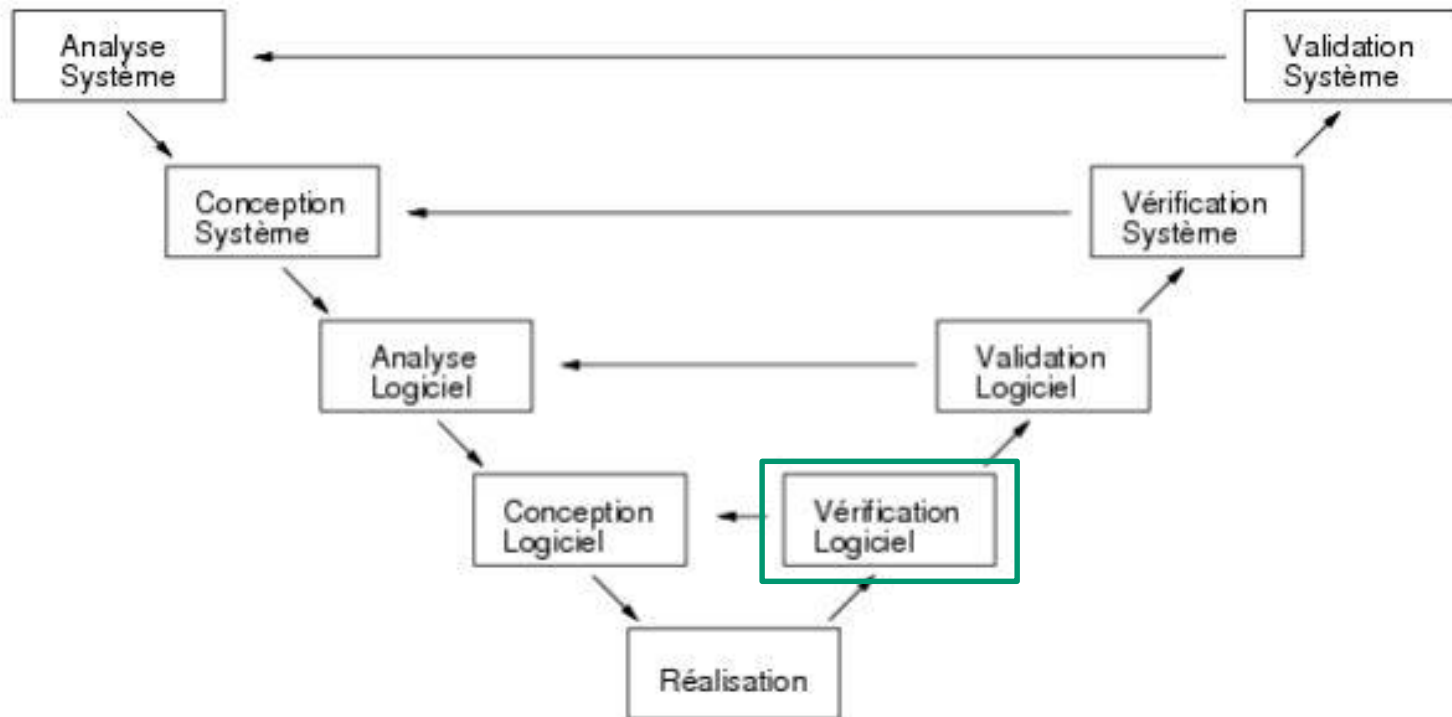 Analyse
Système
Validation
Système
Conception
Système
Vérification
Système
Analyse
Logiciel
Validation
Logiciel
Conception
Logiciel
Vérification
Logiciel
Réalisation